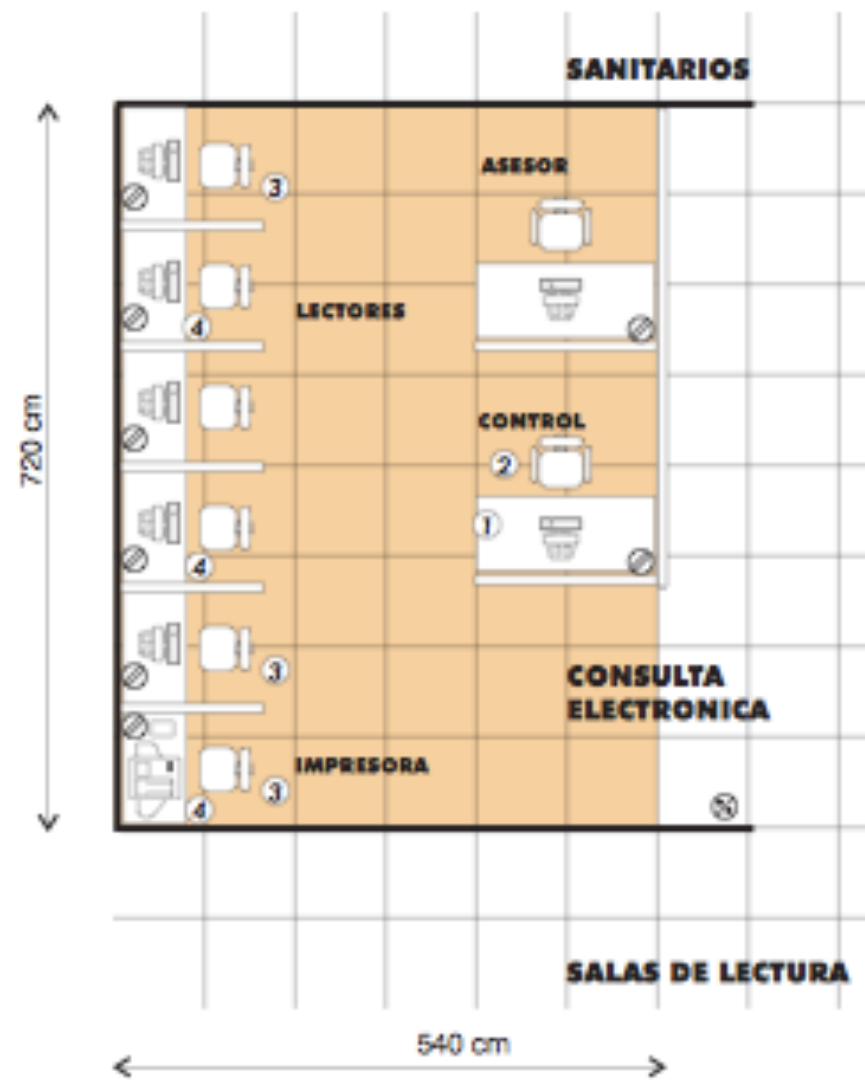 SANITARIOS
ASESOR
3
LECTORES
4
720 cm
CONTROL
2
1
4
3
CONSULTA
ELECTRONICA
IMPRESORA
3
4
SALAS DE LECTURA
540 cm